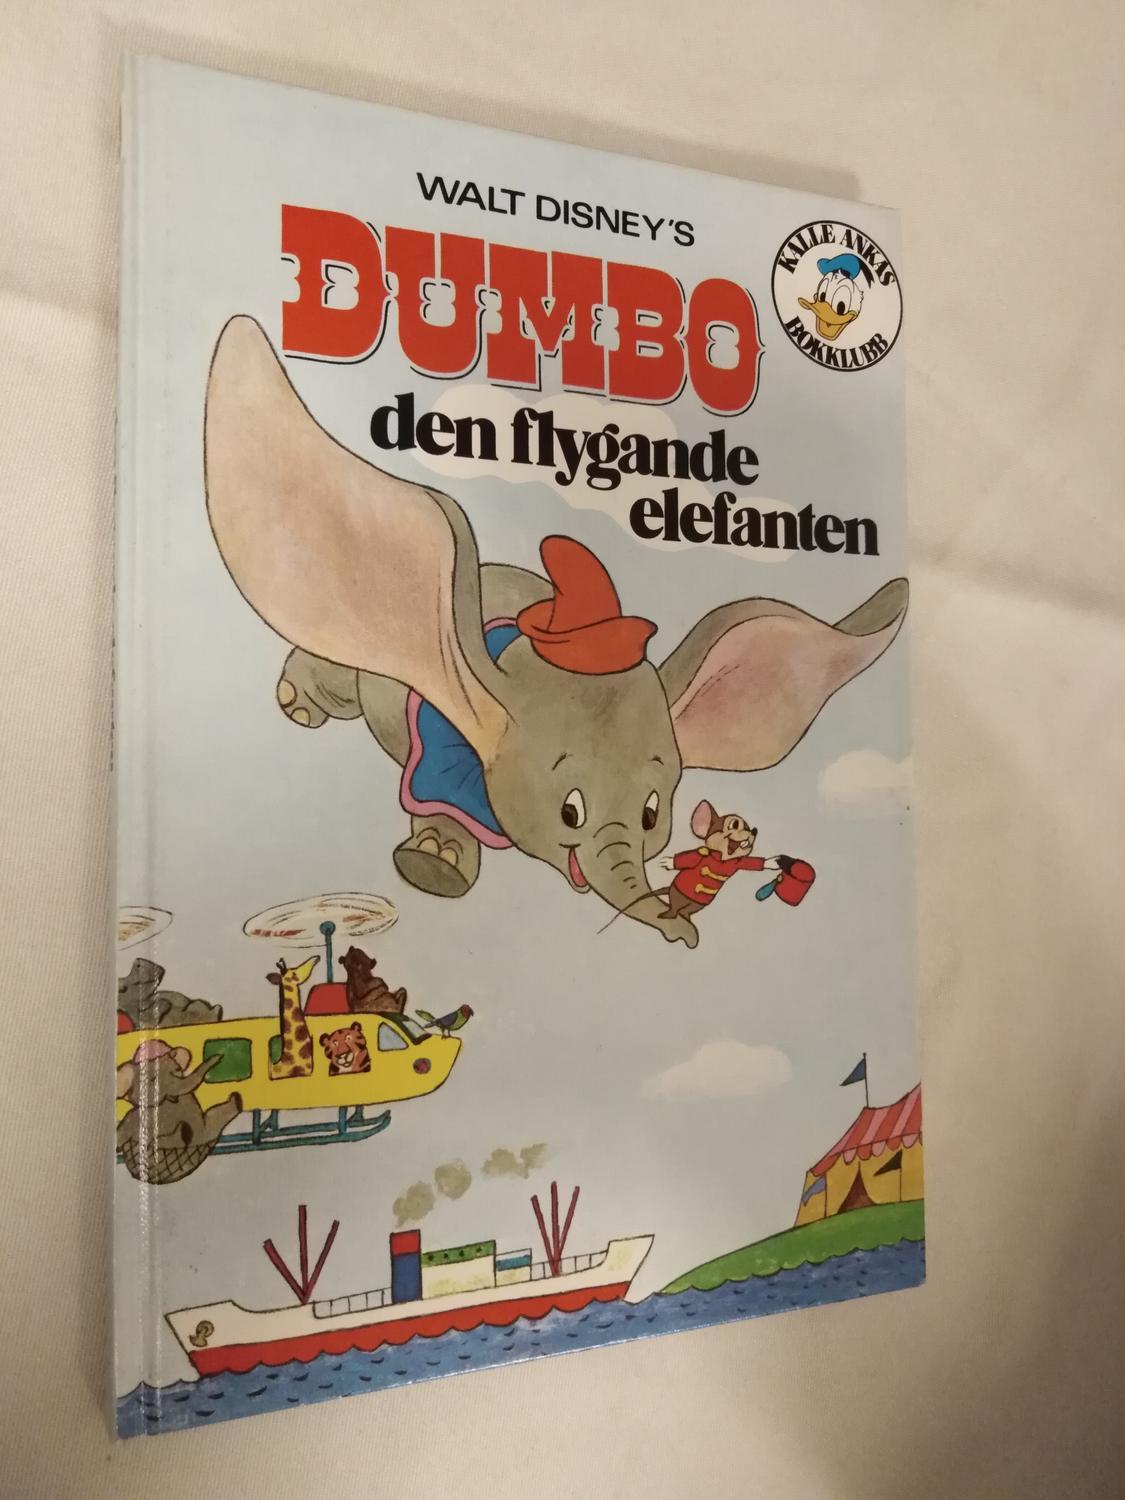 WALT DISNEY'S
DUMBO
den flygande
elefanten
KALLE ANKAS
BOKKLUBB